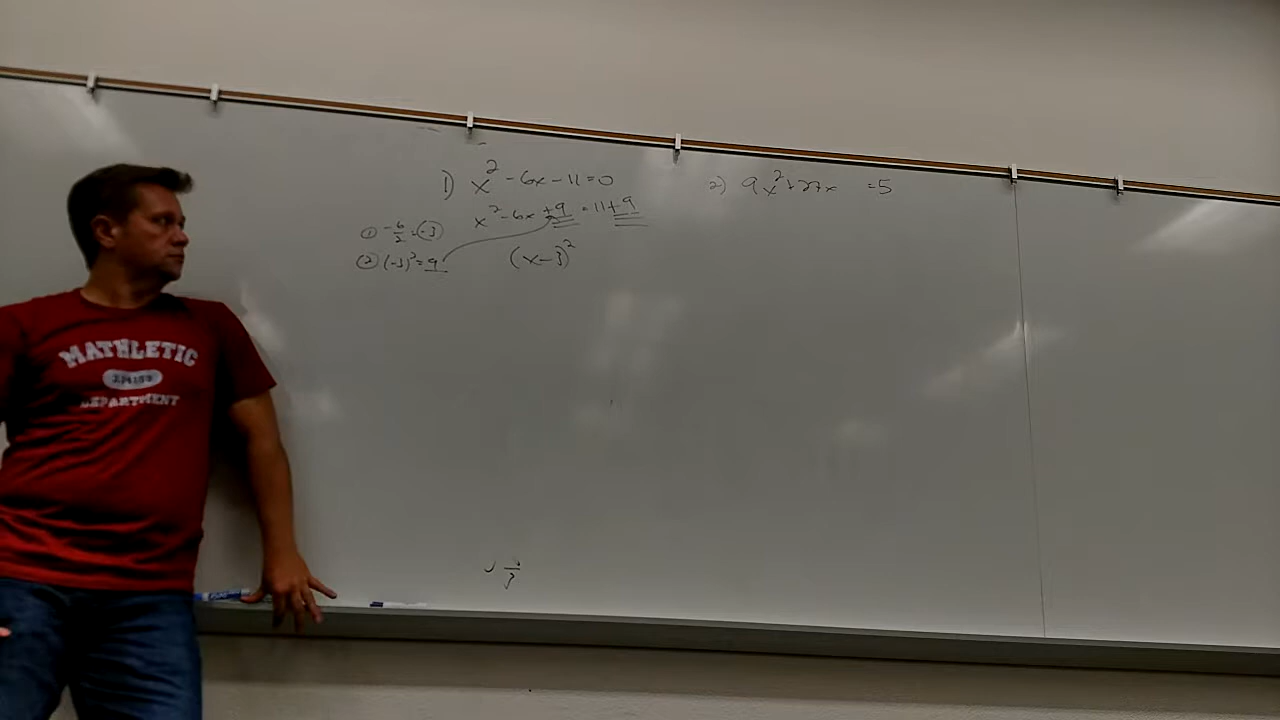 1) x² - 6x - 11 = 0
x² - 6x + 9 = 11 + 9
① -6/2 = (-3)
② (-3)² = 9
(x - 3)²
2) 9x² + 27x = 5
MATHLETIC
DEPARTMENT